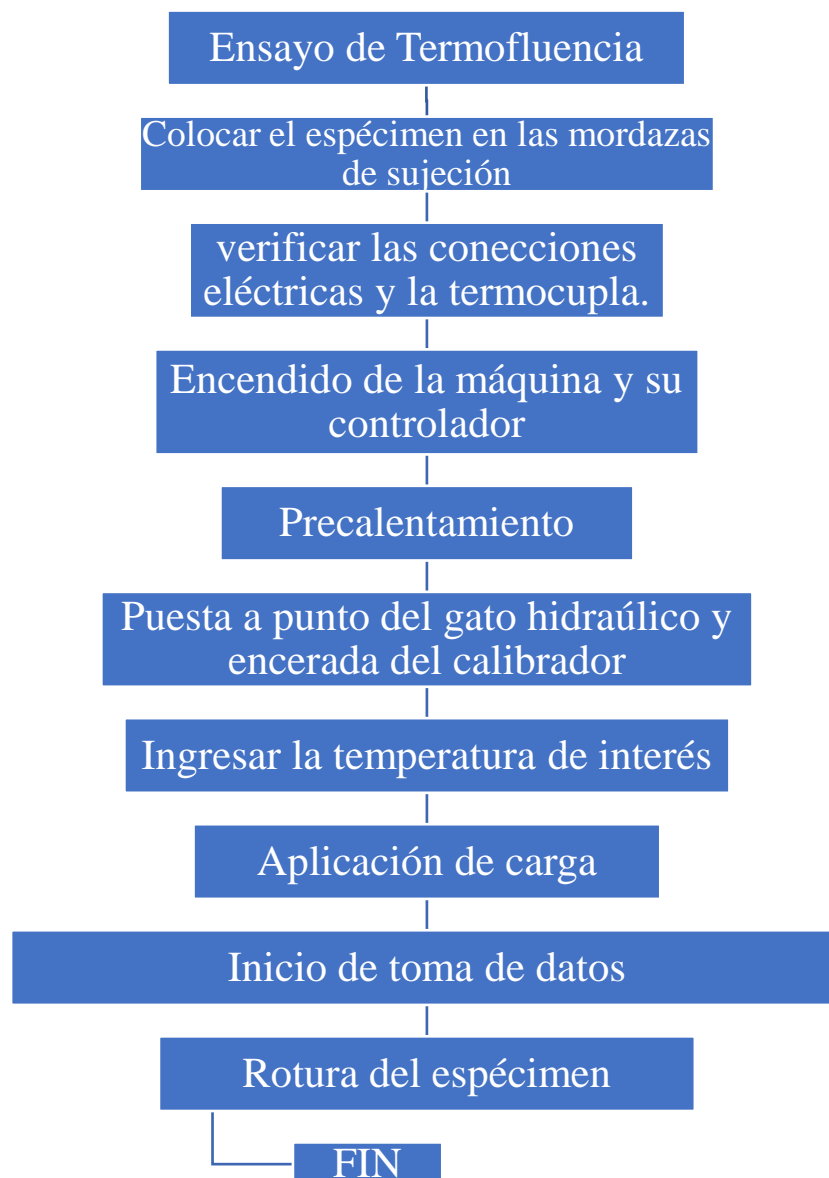 Ensayo de Termofluencia
Colocar el espécimen en las mordazas
de sujeción
verificar las conecciones
eléctricas y la termocupla.
Encendido de la máquina y su
controlador
Precalentamiento
Puesta a punto del gato hidraúlico y
encerada del calibrador
Ingresar la temperatura de interés
Aplicación de carga
Inicio de toma de datos
Rotura del espécimen
FIN